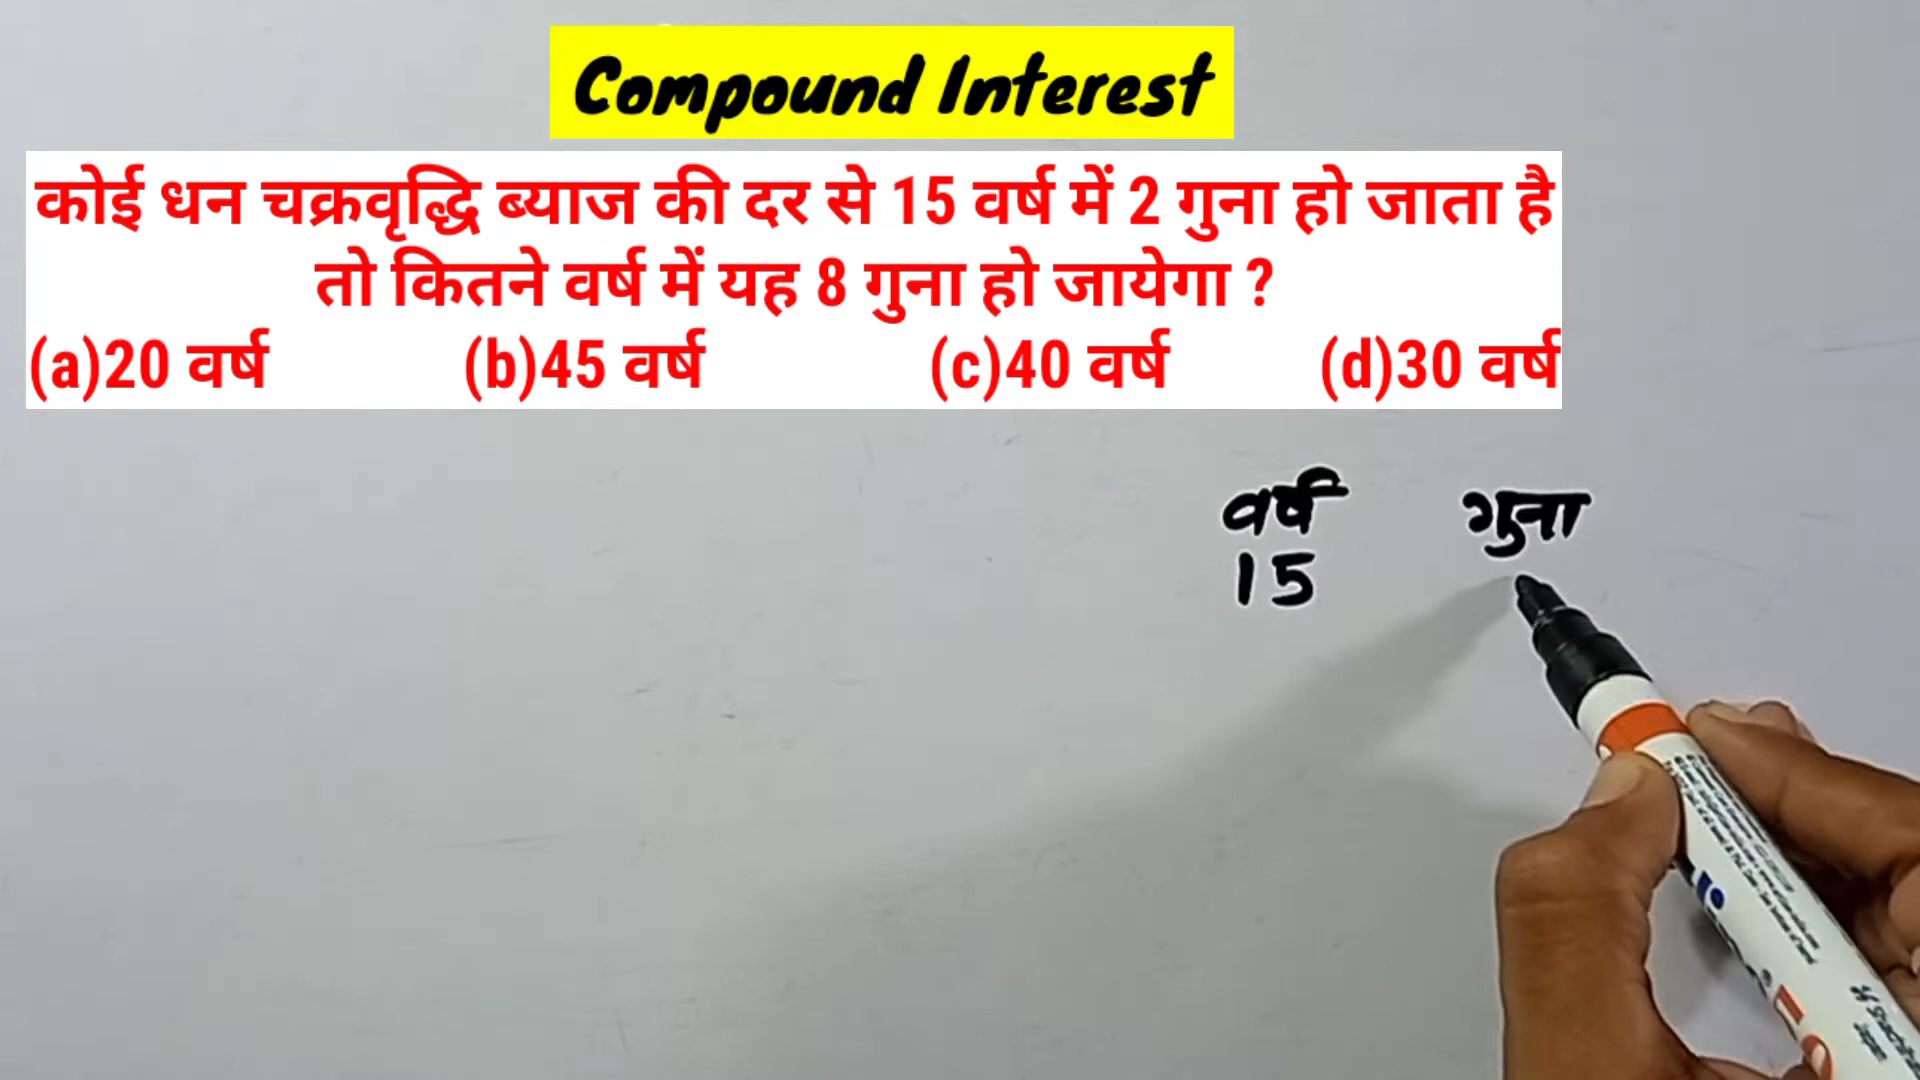 Compound Interest
कोई धन चक्रवृद्धि ब्याज की दर से 15 वर्ष में 2 गुना हो जाता है
तो कितने वर्ष में यह 8 गुना हो जायेगा ?
(a)20 वर्ष (b)45 वर्ष (c)40 वर्ष (d)30 वर्ष
वर्ष गुना
15